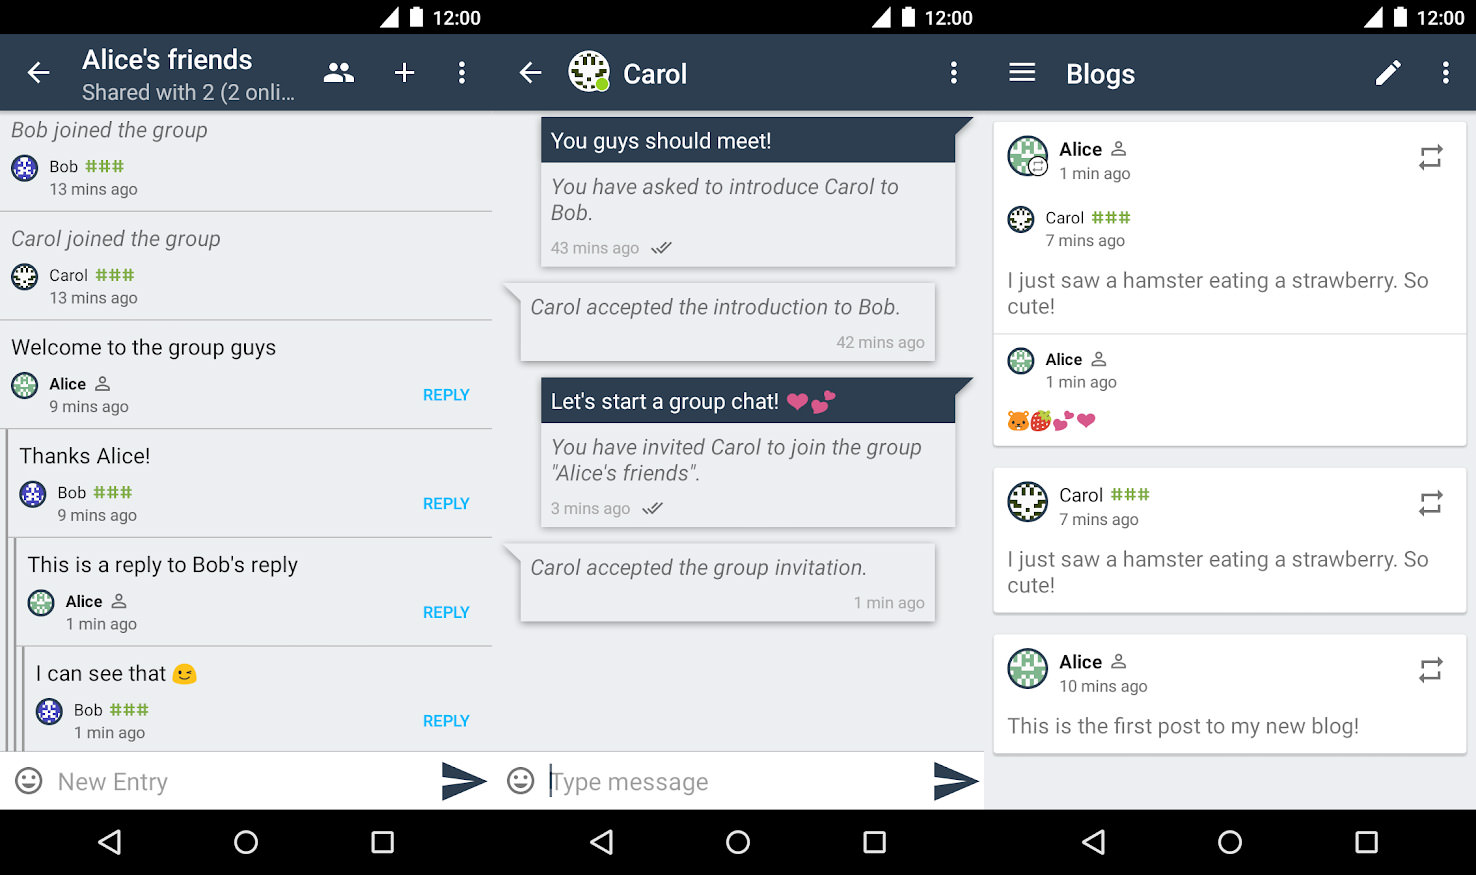 12:00
Alice's friends
Shared with 2 (2 onli...
Bob joined the group
Bob ###
13 mins ago
Carol joined the group
Carol ###
13 mins ago
Welcome to the group guys
Alice
9 mins ago
REPLY
Thanks Alice!
Bob ###
9 mins ago
REPLY
This is a reply to Bob's reply
Alice
1 min ago
REPLY
I can see that 😉
Bob ###
1 min ago
REPLY
New Entry
12:00
Carol
You guys should meet!
You have asked to introduce Carol to
Bob.
43 mins ago
Carol accepted the introduction to Bob.
42 mins ago
Let's start a group chat! ❤💕
You have invited Carol to join the group
"Alice's friends".
3 mins ago
Carol accepted the group invitation.
1 min ago
Type message
12:00
Blogs
Alice
1 min ago
Carol ###
7 mins ago
I just saw a hamster eating a strawberry. So
cute!
Alice
1 min ago
🐹🍓💕❤
Carol ###
7 mins ago
I just saw a hamster eating a strawberry. So
cute!
Alice
10 mins ago
This is the first post to my new blog!